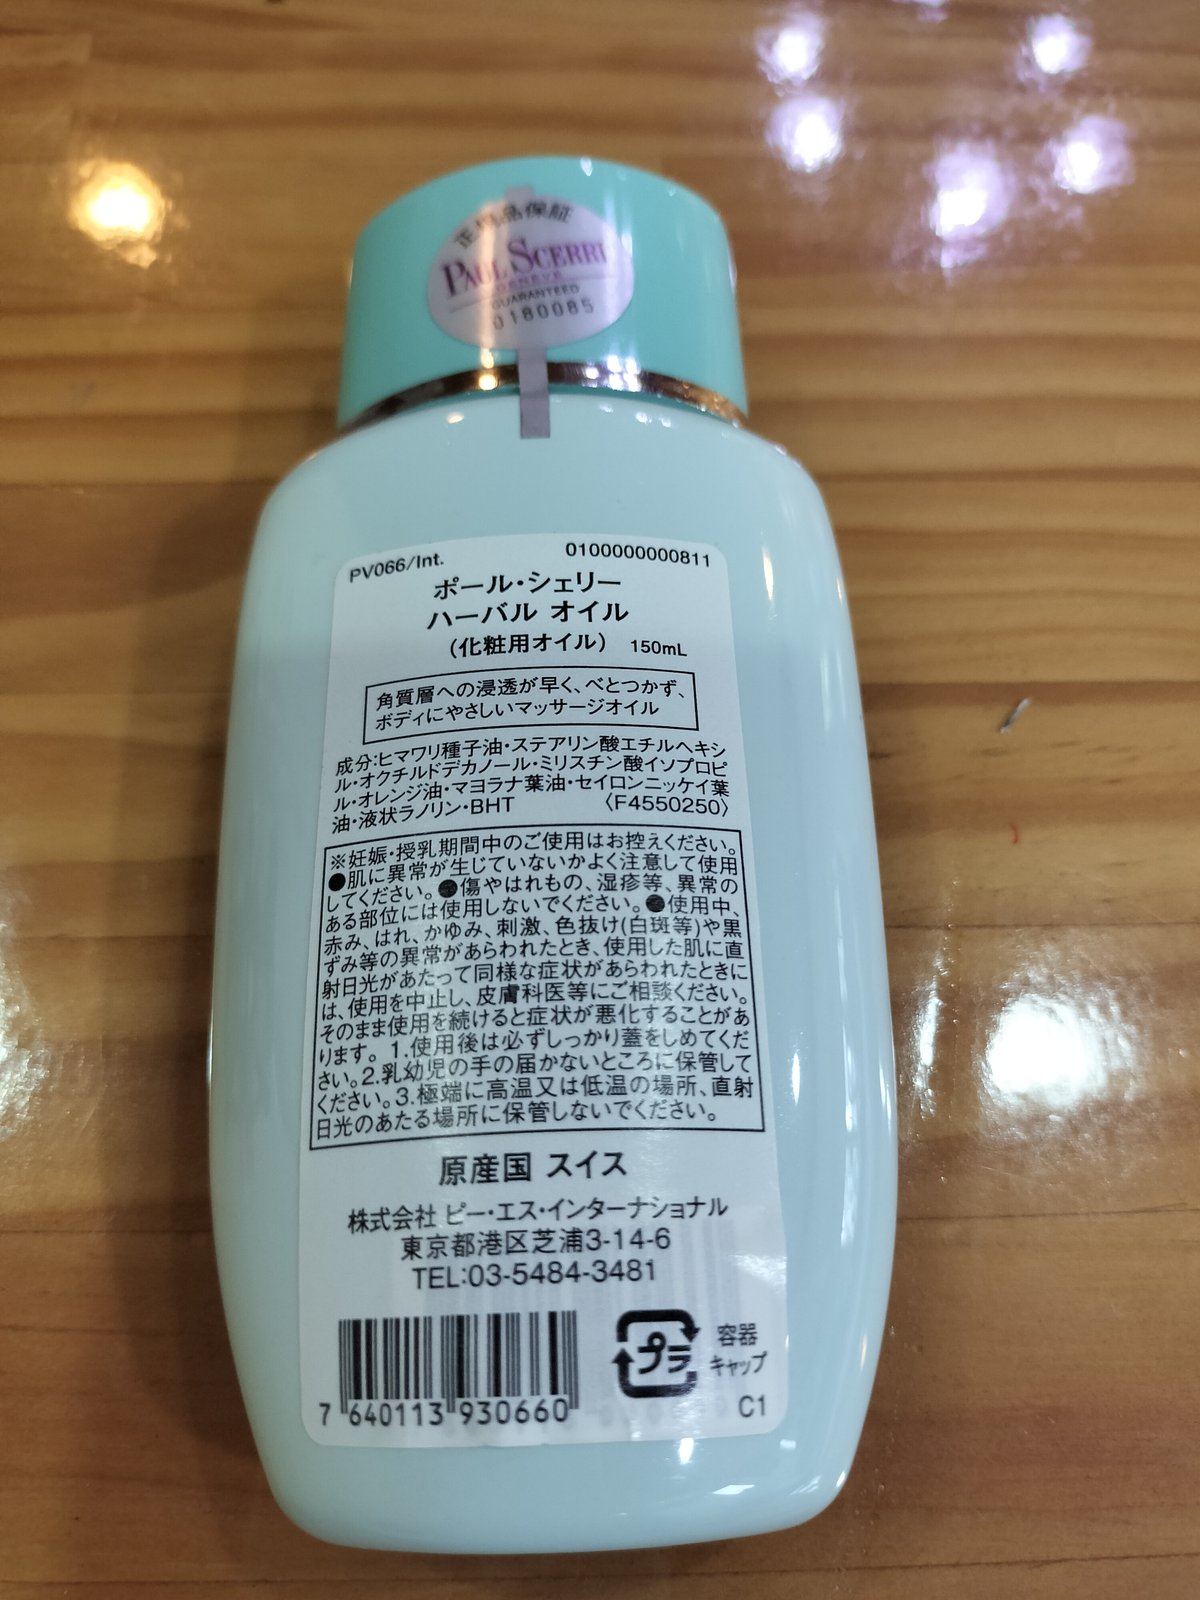 正規品保証
PAUL SCERRI
GENEVE
GUARANTEED
0180085
PV066/Int.
0100000000811
ポール・シェリー
ハーバル オイル
(化粧用オイル) 150mL
角質層への浸透が早く、べとつかず、
ボディにやさしいマッサージオイル
成分:ヒマワリ種子油・ステアリン酸エチルヘキシ
ル・オクチルドデカノール・ミリスチン酸イソプロピ
ル・オレンジ油・マヨラナ葉油・セイロンニッケイ葉
油・液状ラノリン・BHT 〈F4550250〉
※妊娠・授乳期間中のご使用はお控えください。
●肌に異常が生じていないかよく注意して使用
してください。●傷やはれもの、湿疹等、異常の
ある部位には使用しないでください。●使用中、
赤み、はれ、かゆみ、刺激、色抜け(白斑等)や黒
ずみ等の異常があらわれたとき、使用した肌に直
射日光があたって同様な症状があらわれたときに
は、使用を中止し、皮膚科医等にご相談ください。
そのまま使用を続けると症状が悪化することがあ
ります。 1.使用後は必ずしっかり蓋をしめてくだ
さい。2.乳幼児の手の届かないところに保管して
ください。3.極端に高温又は低温の場所、直射
日光のあたる場所に保管しないでください。
原産国 スイス
株式会社 ピー・エス・インターナショナル
東京都港区芝浦3-14-6
TEL:03-5484-3481
プラ
容器
キャップ
7 640113 930660
C1